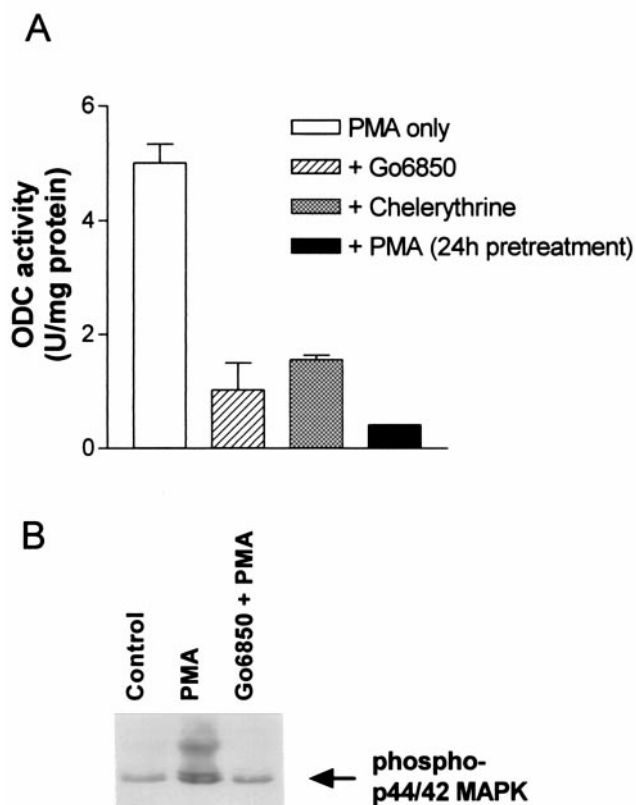 A
6
4
2
0
ODC activity
(U/mg protein)
PMA only
+ Go6850
+ Chelerythrine
+ PMA (24h pretreatment)
B
Control
PMA
Go6850 + PMA
phospho-
p44/42 MAPK